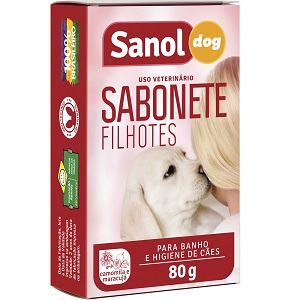 Sanol dog
USO VETERINÁRIO
SABONETE
FILHOTES
PARA BANHO
E HIGIENE DE CÃES
80 g
camomila e
maracujá
100%
BRASILEIRO